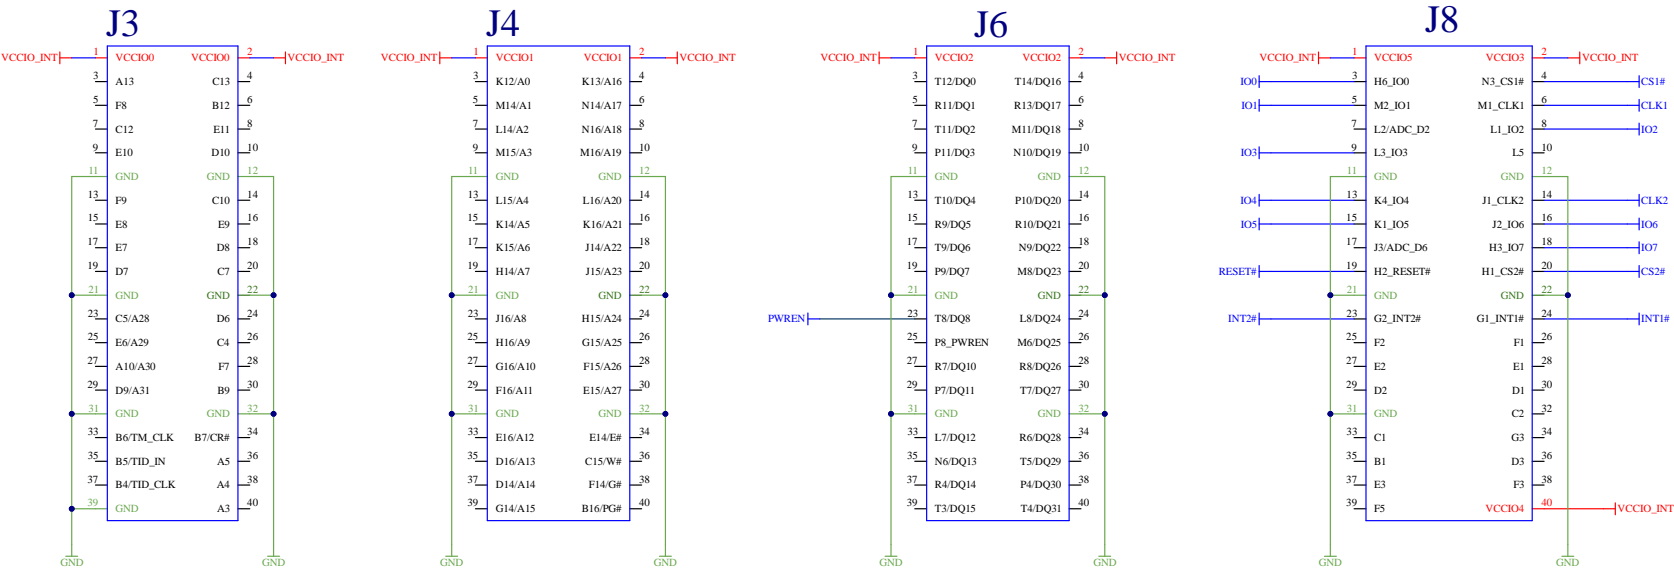 J3 J4 J6 J8
VCCIO_INT 1 VCCIO0 VCCIO0 2 VCCIO_INT VCCIO_INT 1 VCCIO1 VCCIO1 2 VCCIO_INT VCCIO_INT 1 VCCIO2 VCCIO2 2 VCCIO_INT VCCIO_INT 1 VCCIO5 VCCIO3 2 VCCIO_INT
3 A13 C13 4 3 K12/A0 K13/A16 4 3 T12/DQ0 T14/DQ16 4 IO0 3 H6_IO0 N3_CS1# 4 CS1#
5 F8 B12 6 5 M14/A1 N14/A17 6 5 R11/DQ1 R13/DQ17 6 IO1 5 M2_IO1 M1_CLK1 6 CLK1
7 C12 E11 8 7 L14/A2 N16/A18 8 7 T11/DQ2 M11/DQ18 8 7 L2/ADC_D2 L1_IO2 8 IO2
9 E10 D10 10 9 M15/A3 M16/A19 10 9 P11/DQ3 N10/DQ19 10 IO3 9 L3_IO3 L5 10
11 GND GND 12 11 GND GND 12 11 GND GND 12 11 GND GND 12
13 F9 C10 14 13 L15/A4 L16/A20 14 13 T10/DQ4 P10/DQ20 14 IO4 13 K4_IO4 J1_CLK2 14 CLK2
15 E8 E9 16 15 K14/A5 K16/A21 16 15 R9/DQ5 R10/DQ21 16 IO5 15 K1_IO5 J2_IO6 16 IO6
17 E7 D8 18 17 K15/A6 J14/A22 18 17 T9/DQ6 N9/DQ22 18 17 J3/ADC_D6 H3_IO7 18 IO7
19 D7 C7 20 19 H14/A7 J15/A23 20 19 P9/DQ7 M8/DQ23 20 RESET# 19 H2_RESET# H1_CS2# 20 CS2#
21 GND GND 22 21 GND GND 22 21 GND GND 22 21 GND GND 22
23 C5/A28 D6 24 23 J16/A8 H15/A24 24 PWREN 23 T8/DQ8 L8/DQ24 24 INT2# 23 G2_INT2# G1_INT1# 24 INT1#
25 E6/A29 C4 26 25 H16/A9 G15/A25 26 25 P8_PWREN M6/DQ25 26 25 F2 F1 26
27 A10/A30 F7 28 27 G16/A10 F15/A26 28 27 R7/DQ10 R8/DQ26 28 27 E2 E1 28
29 D9/A31 B9 30 29 F16/A11 E15/A27 30 29 P7/DQ11 T7/DQ27 30 29 D2 D1 30
31 GND GND 32 31 GND GND 32 31 GND GND 32 31 GND C2 32
33 B6/TM_CLK B7/CR# 34 33 E16/A12 E14/E# 34 33 L7/DQ12 R6/DQ28 34 33 C1 G3 34
35 B5/TID_IN A5 36 35 D16/A13 C15/W# 36 35 N6/DQ13 T5/DQ29 36 35 B1 D3 36
37 B4/TID_CLK A4 38 37 D14/A14 F14/G# 38 37 R4/DQ14 P4/DQ30 38 37 E3 F3 38
39 GND A3 40 39 G14/A15 B16/PG# 40 39 T3/DQ15 T4/DQ31 40 39 F5 VCCIO4 40 VCCIO_INT
GND GND GND GND GND GND GND GND